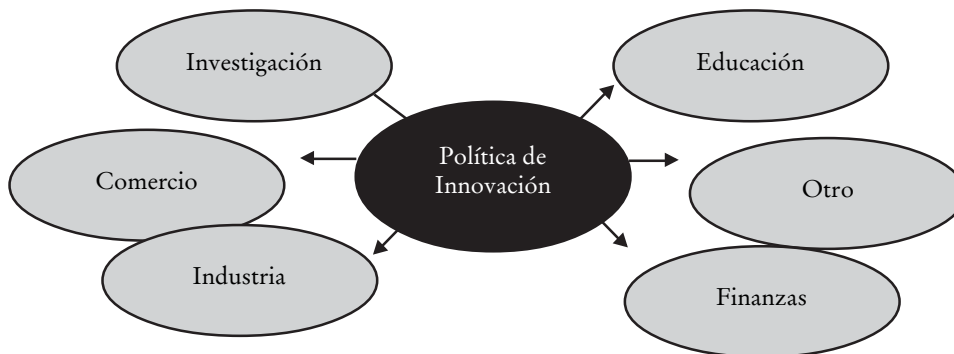 Investigación
Educación
Política de
Innovación
Comercio
Otro
Industria
Finanzas